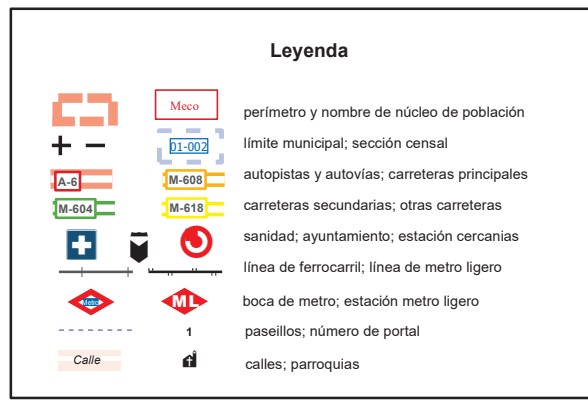 Leyenda
Meco
perímetro y nombre de núcleo de población
01-002
límite municipal; sección censal
A-6
M-608
autopistas y autovías; carreteras principales
M-604
M-618
carreteras secundarias; otras carreteras
sanidad; ayuntamiento; estación cercanias
línea de ferrocarril; línea de metro ligero
Metro
ML
boca de metro; estación metro ligero
1
paseillos; número de portal
Calle
calles; parroquias